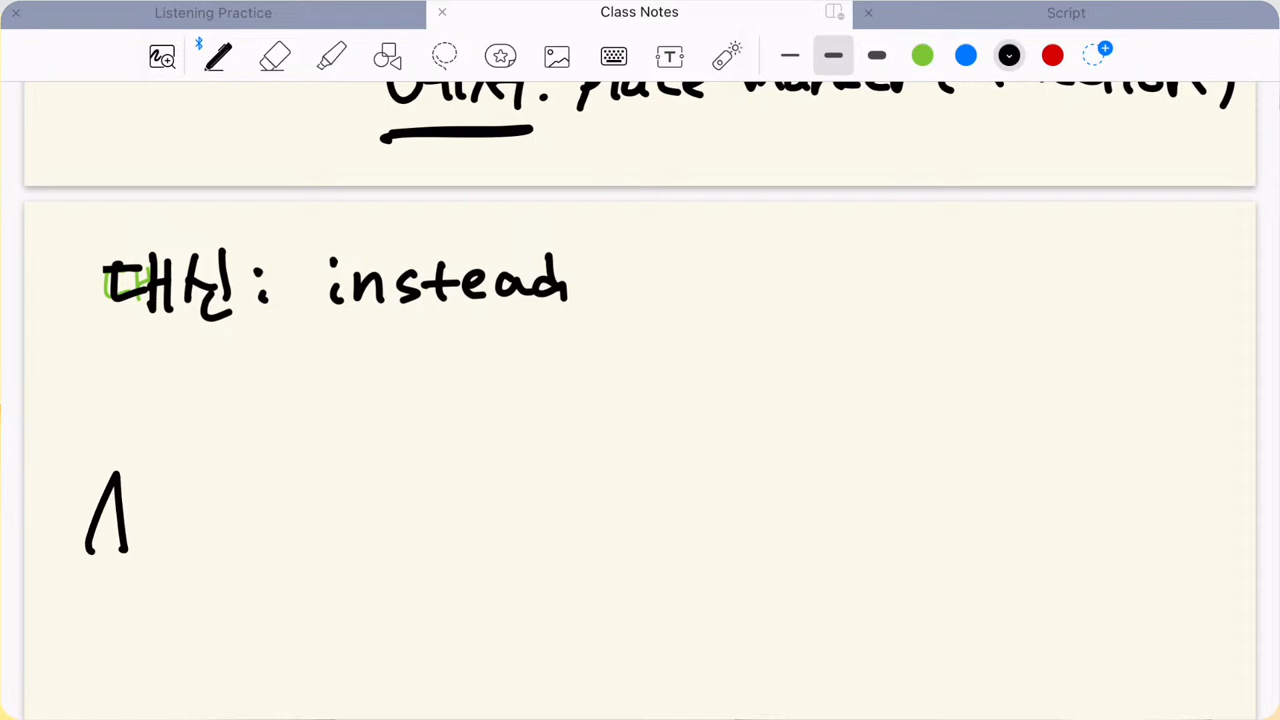 Listening Practice
Class Notes
Script
대신: instead